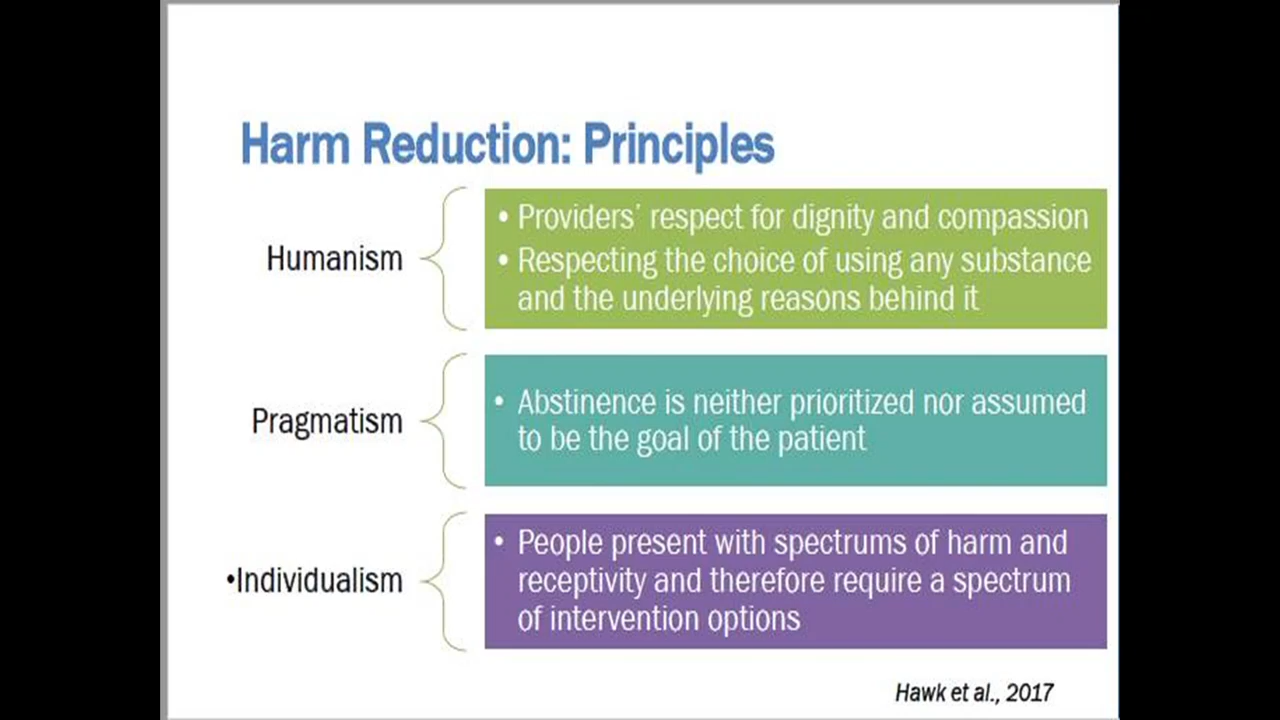 Harm Reduction: Principles
Humanism
• Providers’ respect for dignity and compassion
• Respecting the choice of using any substance
and the underlying reasons behind it
Pragmatism
• Abstinence is neither prioritized nor assumed
to be the goal of the patient
•Individualism
• People present with spectrums of harm and
receptivity and therefore require a spectrum
of intervention options
Hawk et al., 2017